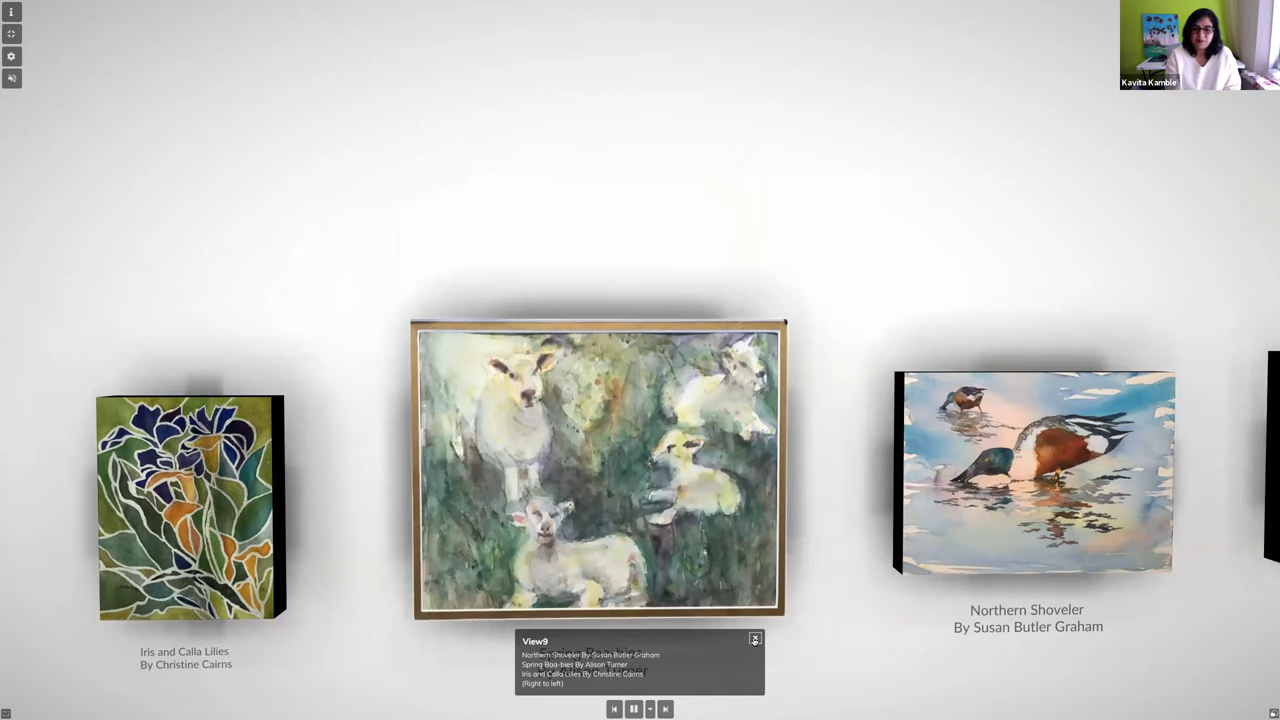 Kavita Kamble
Iris and Calla Lilies
By Christine Cairns
Northern Shoveler
By Susan Butler Graham
View9
Northern Shoveler By Susan Butler Graham
Spring Baa-bies By Alison Turner
Iris and Calla Lilies By Christine Cairns
(Right to left)